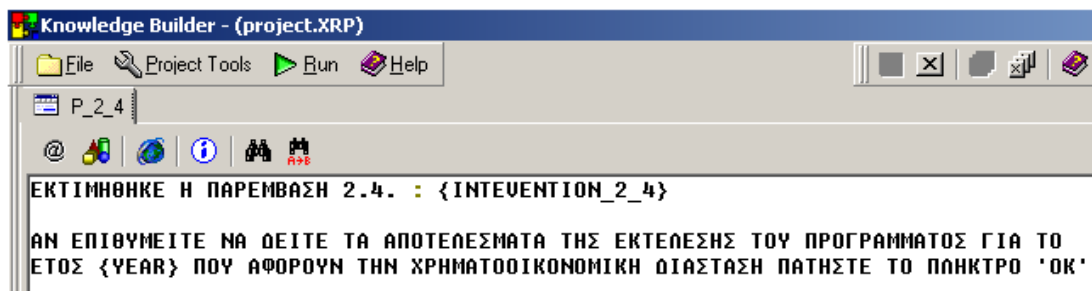 Knowledge Builder - (project.XRP)
File Project Tools Run Help
P_2_4
@ A→B
ΕΚΤΙΜΗΘΗΚΕ Η ΠΑΡΕΜΒΑΣΗ 2.4. : {INTEVENTION_2_4}
ΑΝ ΕΠΙΘΥΜΕΙΤΕ ΝΑ ΔΕΙΤΕ ΤΑ ΑΠΟΤΕΛΕΣΜΑΤΑ ΤΗΣ ΕΚΤΕΛΕΣΗΣ ΤΟΥ ΠΡΟΓΡΑΜΜΑΤΟΣ ΓΙΑ ΤΟ
ΕΤΟΣ {YEAR} ΠΟΥ ΑΦΟΡΟΥΝ ΤΗΝ ΧΡΗΜΑΤΟΟΙΚΟΝΟΜΙΚΗ ΔΙΑΣΤΑΣΗ ΠΑΤΗΣΤΕ ΤΟ ΠΛΗΚΤΡΟ 'OK'